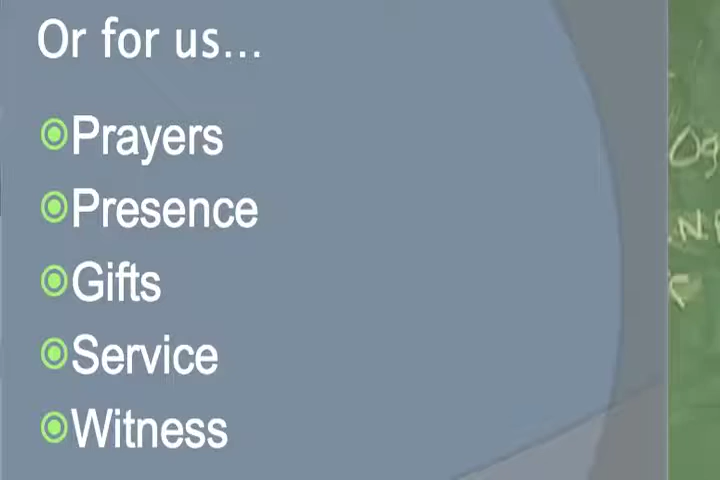 Or for us...
Prayers
Presence
Gifts
Service
Witness